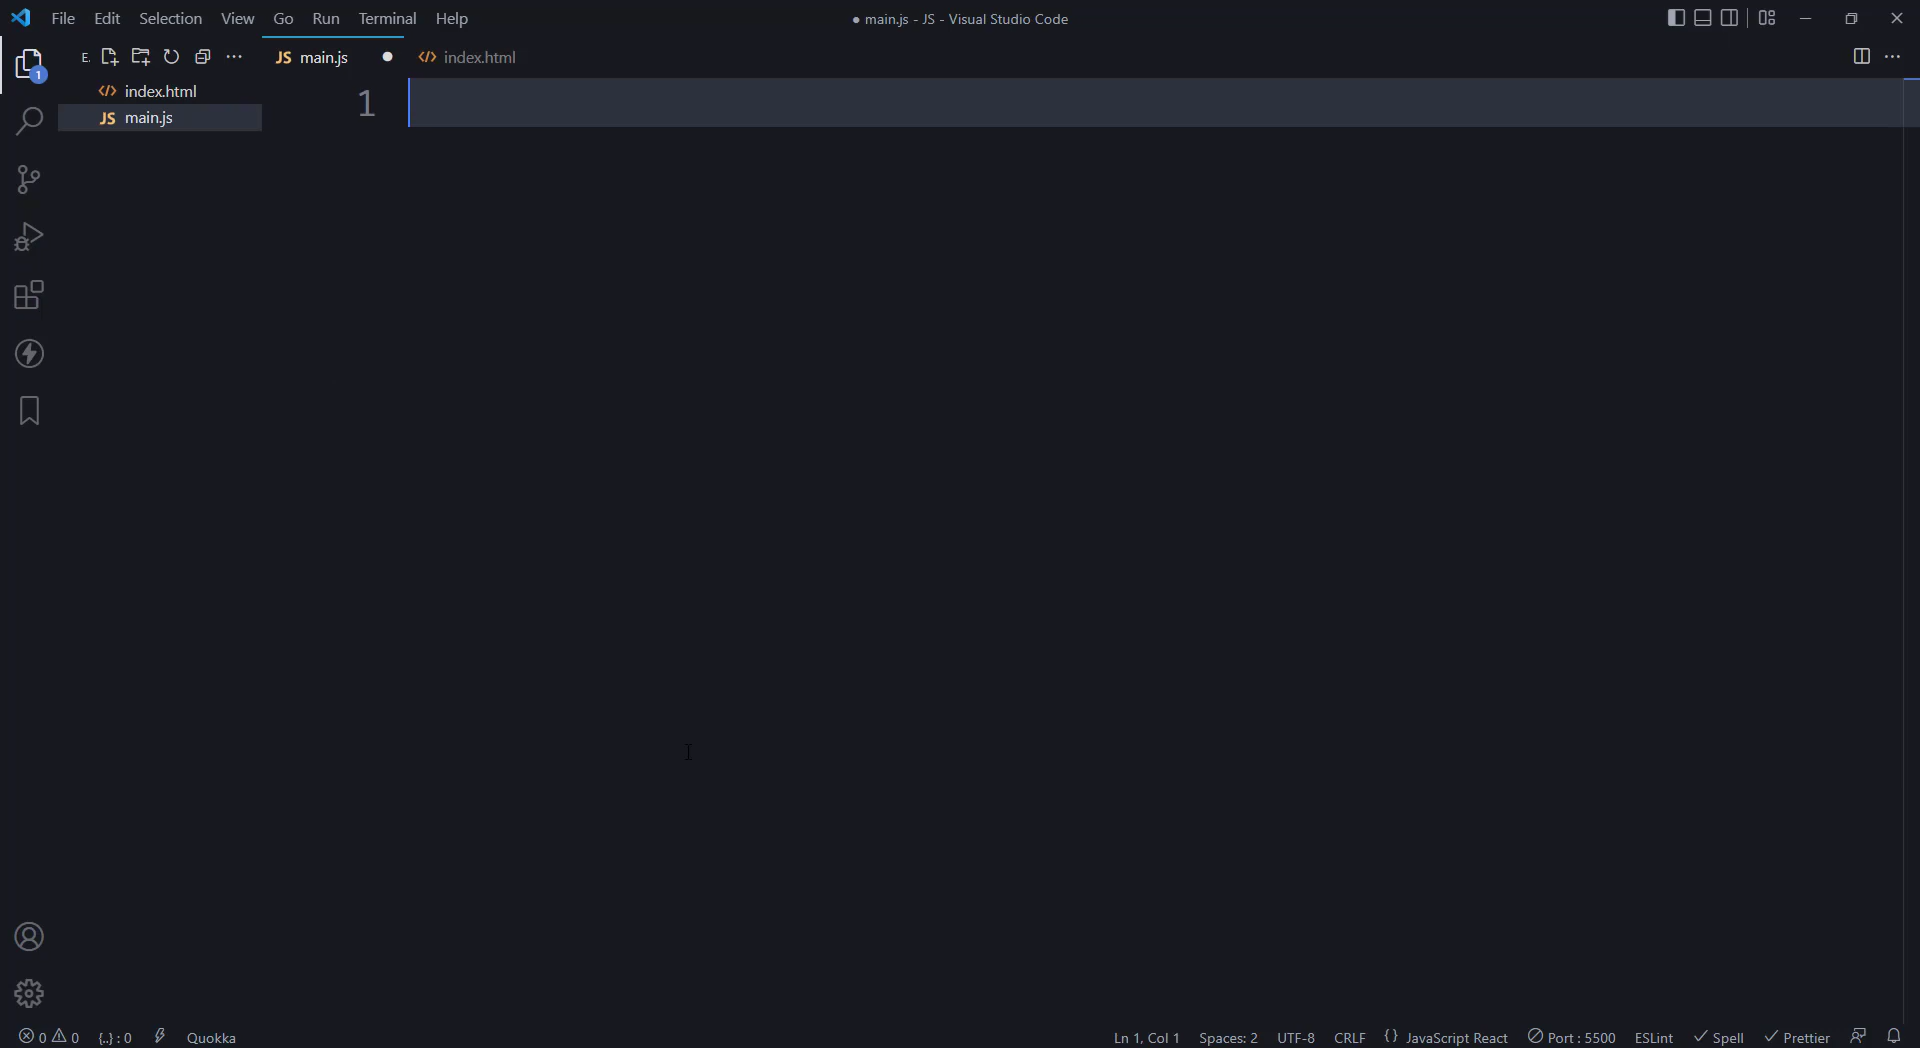 File Edit Selection View Go Run Terminal Help
● main.js - JS - Visual Studio Code
E.
JS main.js ●
</> index.html
</> index.html
JS main.js
1
1
0 0 {..} : 0 Quokka
Ln 1, Col 1 Spaces: 2 UTF-8 CRLF {} JavaScript React Port : 5500 ESLint ✓ Spell ✓ Prettier